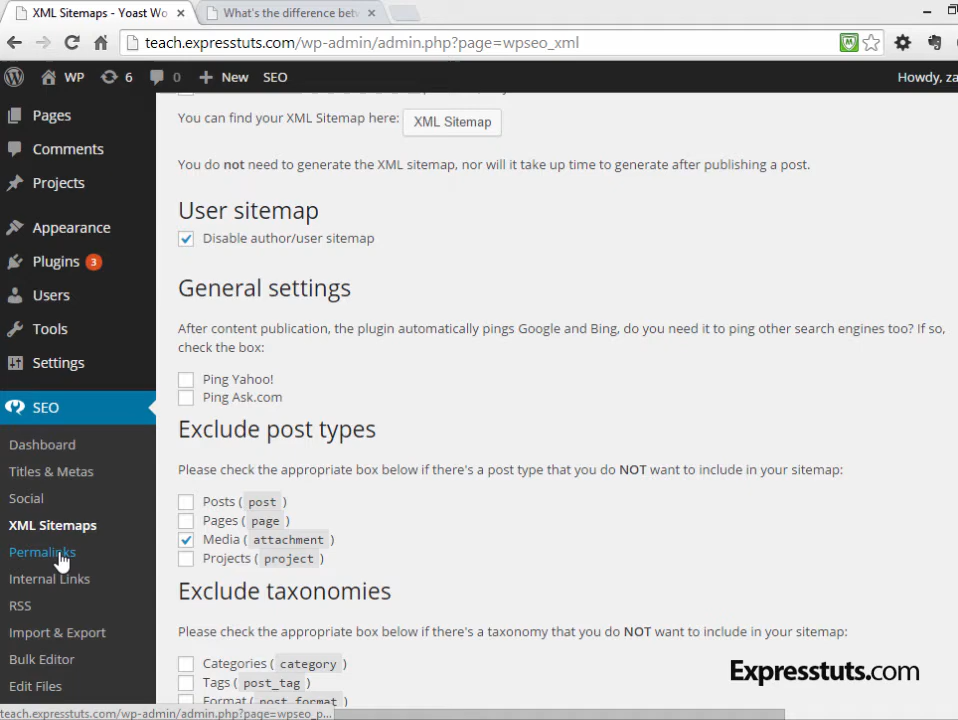 XML Sitemaps - Yoast Wo
What's the difference bet
teach.expresstuts.com/wp-admin/admin.php?page=wpseo_xml
WP 6 0 New SEO Howdy, za
Pages
Comments
Projects
Appearance
Plugins 3
Users
Tools
Settings
SEO
Dashboard
Titles & Metas
Social
XML Sitemaps
Permalinks
Internal Links
RSS
Import & Export
Bulk Editor
Edit Files
You can find your XML Sitemap here: XML Sitemap
You do not need to generate the XML sitemap, nor will it take up time to generate after publishing a post.
User sitemap
Disable author/user sitemap
General settings
After content publication, the plugin automatically pings Google and Bing, do you need it to ping other search engines too? If so,
check the box:
Ping Yahoo!
Ping Ask.com
Exclude post types
Please check the appropriate box below if there's a post type that you do NOT want to include in your sitemap:
Posts ( post )
Pages ( page )
Media ( attachment )
Projects ( project )
Exclude taxonomies
Please check the appropriate box below if there's a taxonomy that you do NOT want to include in your sitemap:
Categories ( category )
Tags ( post_tag )
Format ( post_format )
Expresstuts.com
teach.expresstuts.com/wp-admin/admin.php?page=wpseo_p...